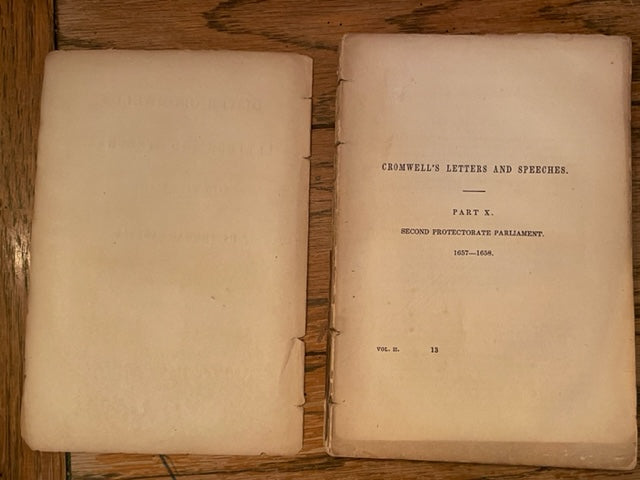 CROMWELL'S LETTERS AND SPEECHES.
PART X.
SECOND PROTECTORATE PARLIAMENT.
1657—1658.
VOL. II. 13